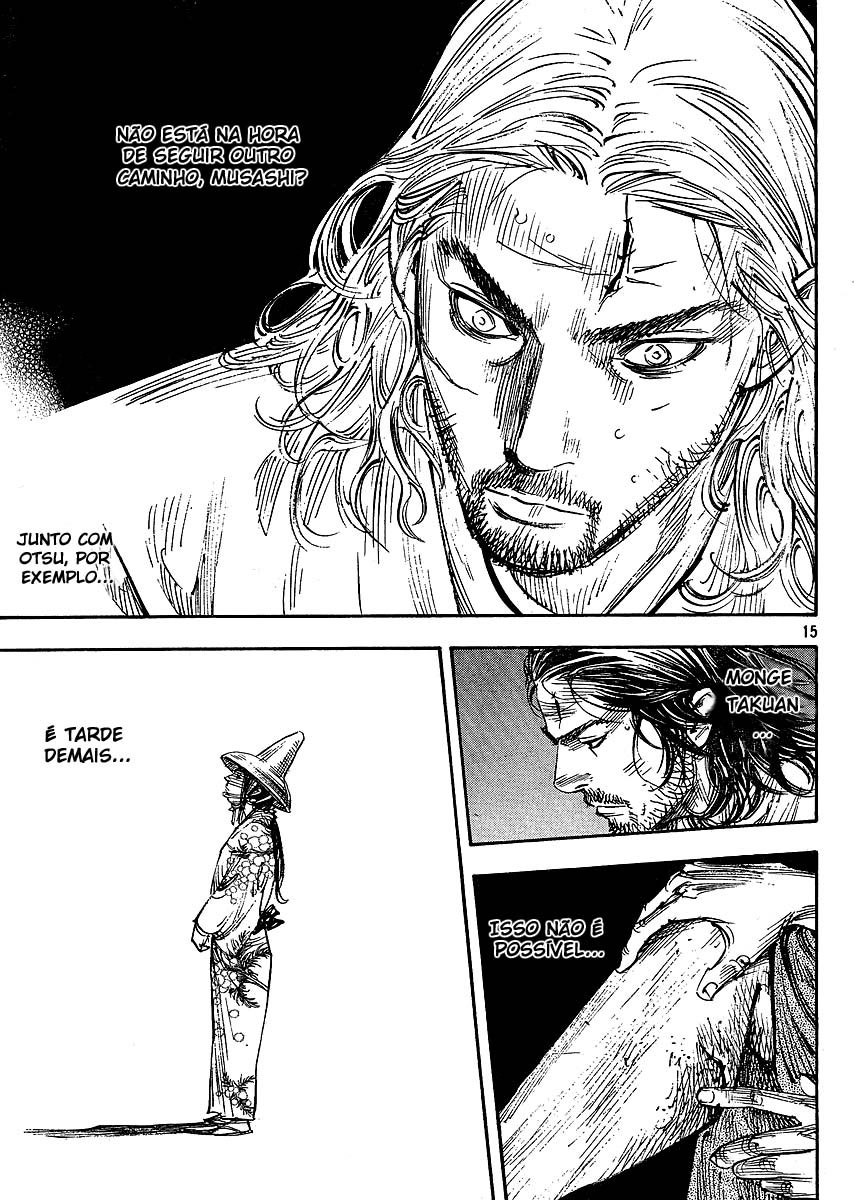 NÃO ESTÁ NA HORA
DE SEGUIR OUTRO
CAMINHO, MUSASHI?
JUNTO COM
OTSU, POR
EXEMPLO...
15
MONGE
TAKUAN
...
ISSO NÃO É
POSSÍVEL...
É TARDE
DEMAIS...